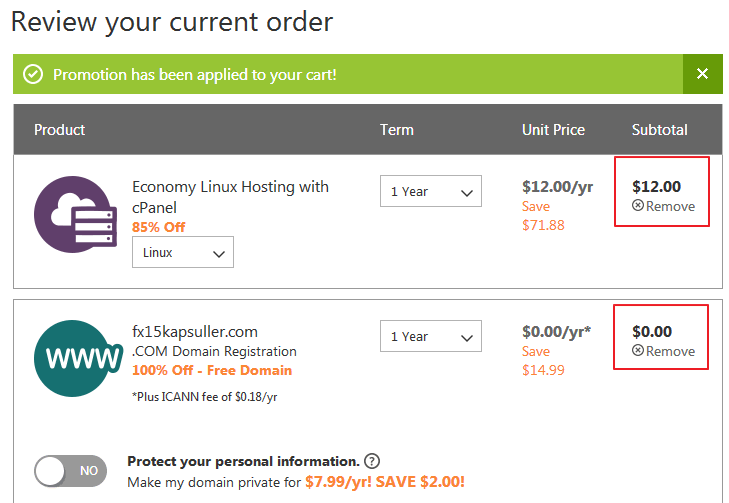 Review your current order
Promotion has been applied to your cart!
Product Term Unit Price Subtotal
Economy Linux Hosting with
cPanel
85% Off
Linux
1 Year
$12.00/yr
Save
$71.88
$12.00
Remove
www
fx15kapsuller.com
.COM Domain Registration
100% Off - Free Domain
*Plus ICANN fee of $0.18/yr
1 Year
$0.00/yr*
Save
$14.99
$0.00
Remove
NO
Protect your personal information. ?
Make my domain private for $7.99/yr! SAVE $2.00!